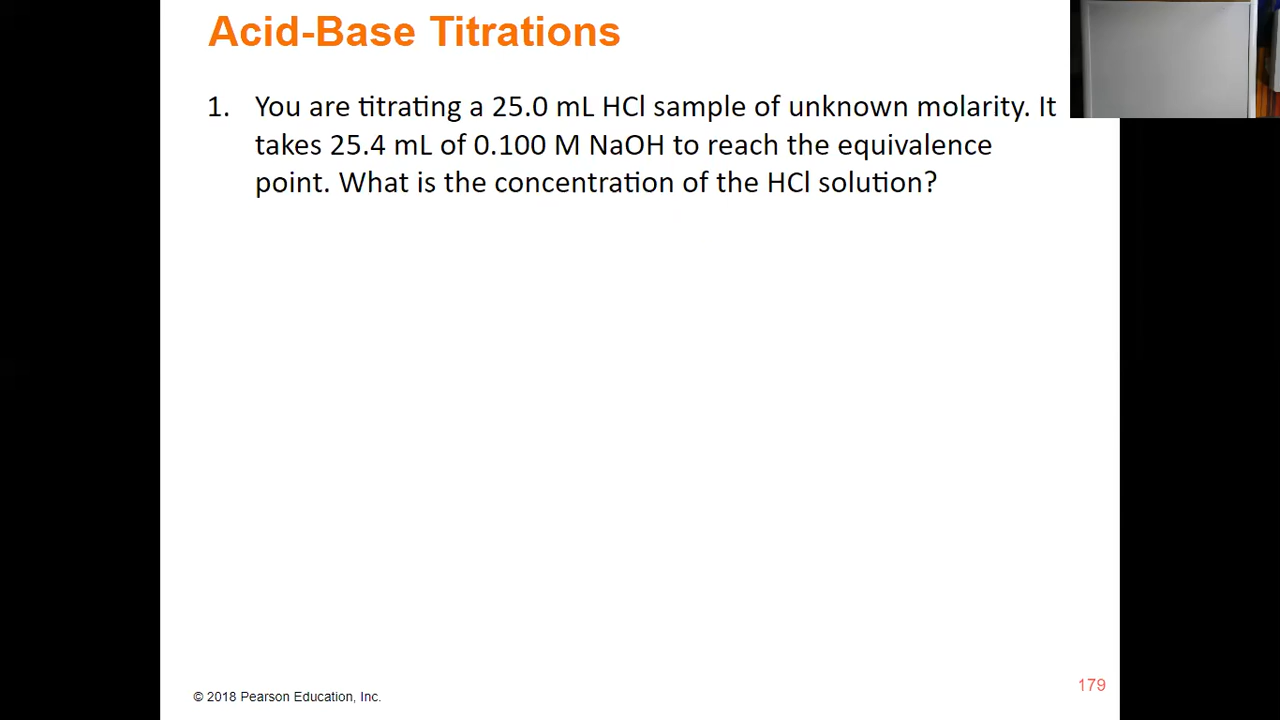 Acid-Base Titrations
1. You are titrating a 25.0 mL HCl sample of unknown molarity. It
takes 25.4 mL of 0.100 M NaOH to reach the equivalence
point. What is the concentration of the HCl solution?
© 2018 Pearson Education, Inc.
179